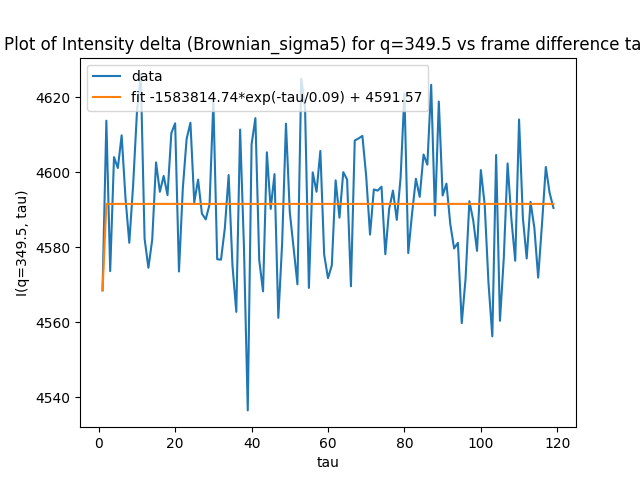 Plot of Intensity delta (Brownian_sigma5) for q=349.5 vs frame difference ta
data
fit -1583814.74*exp(-tau/0.09) + 4591.57
I(q=349.5, tau)
4620
4600
4580
4560
4540
0 20 40 60 80 100 120
tau